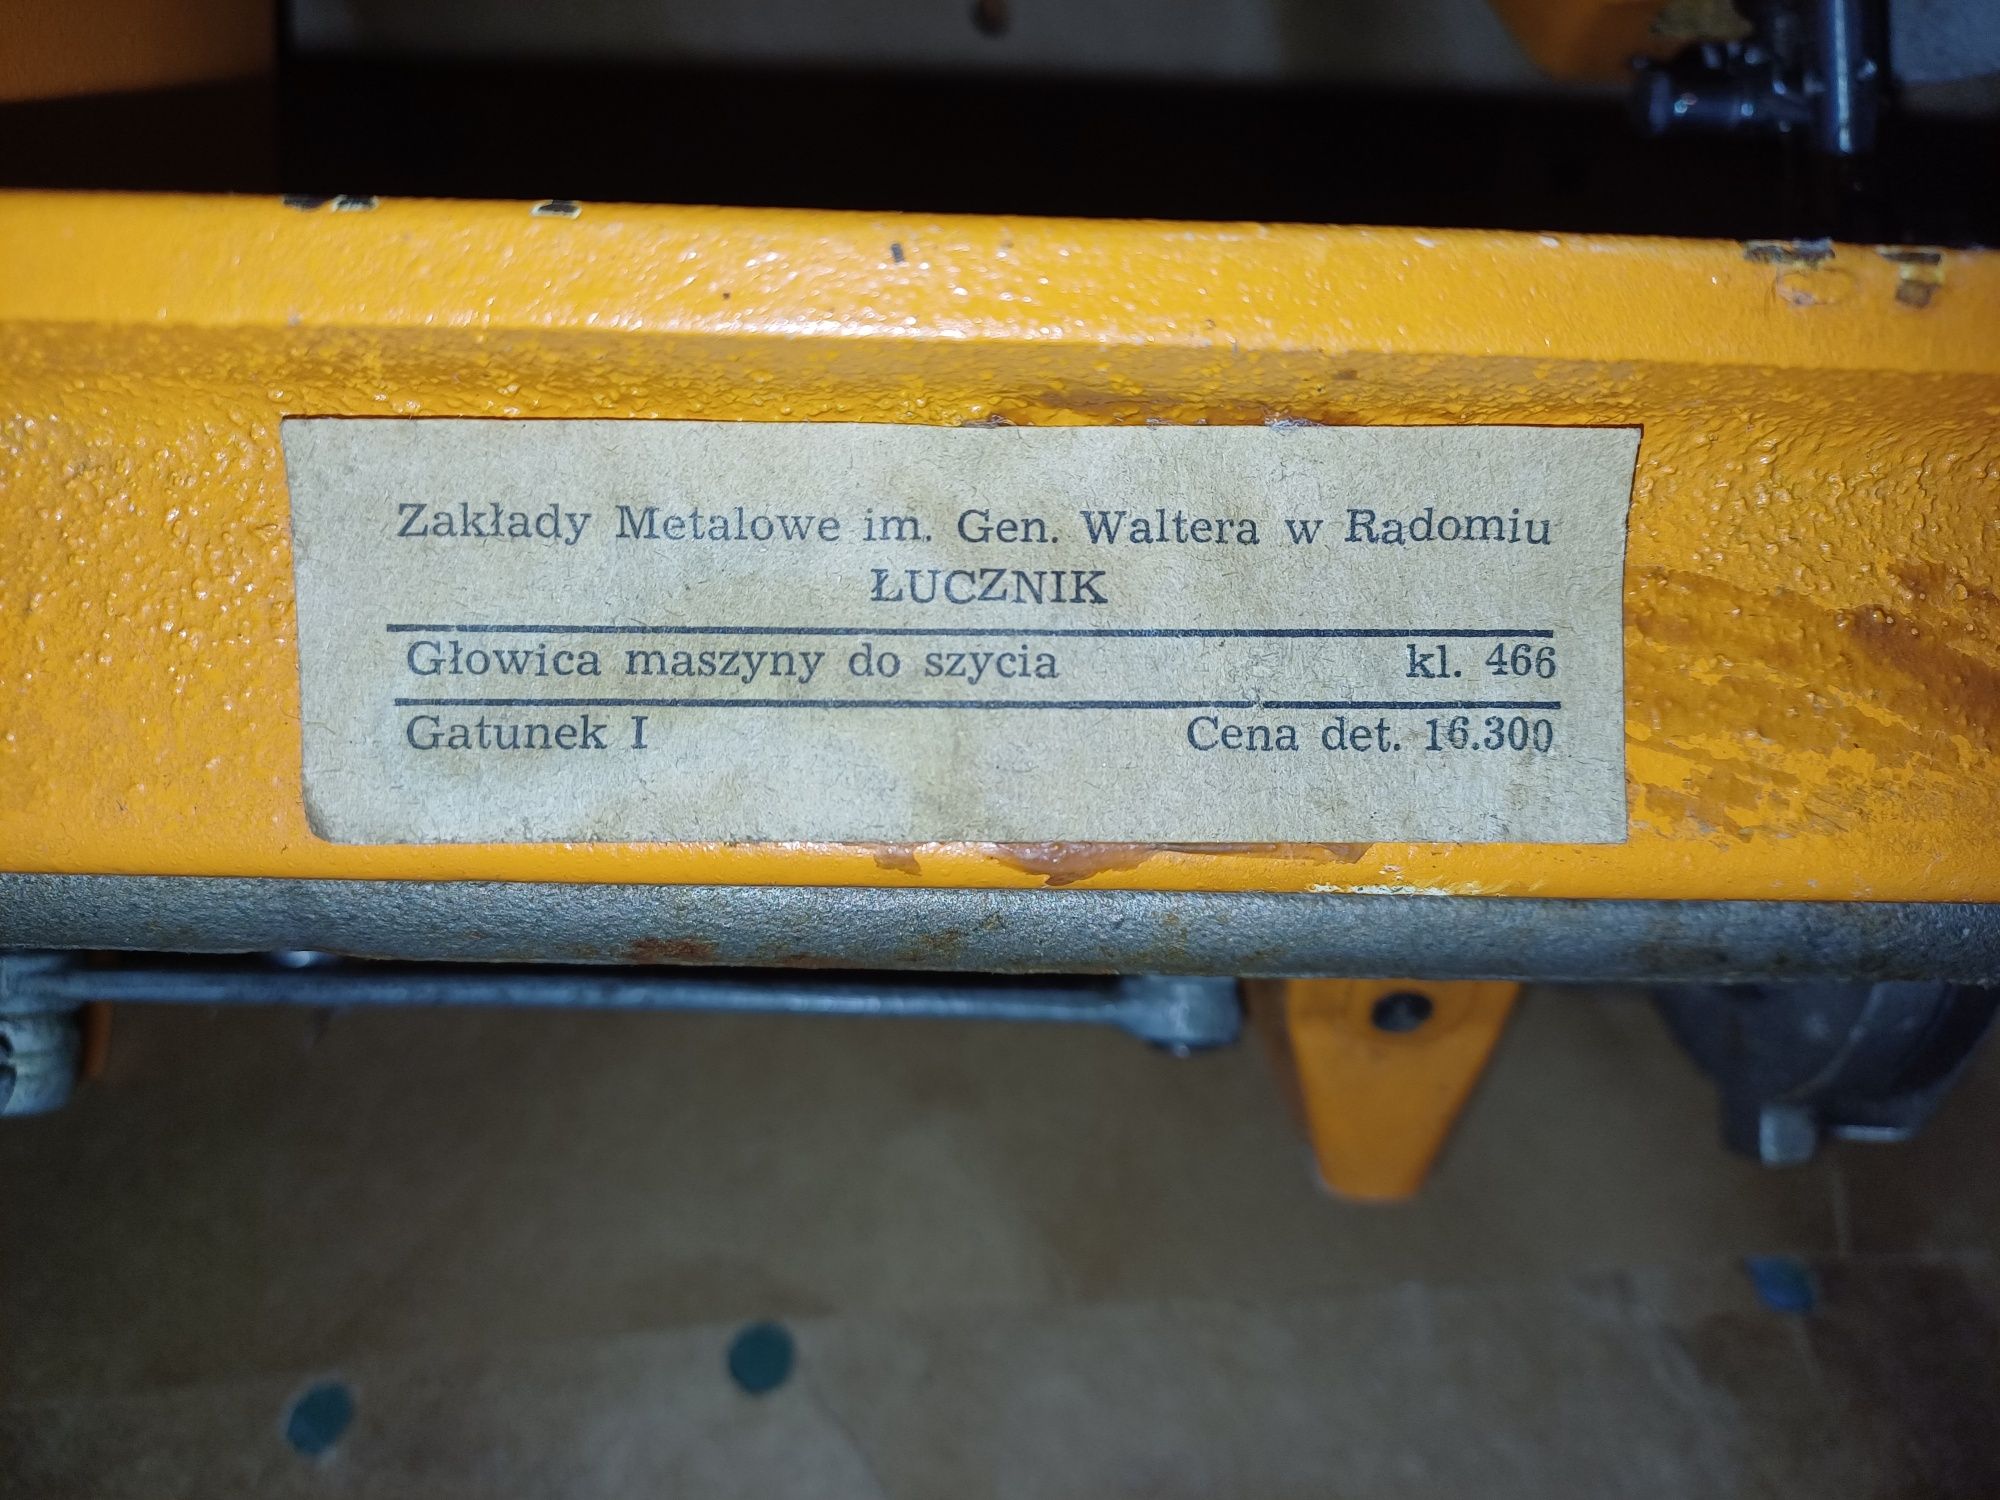 Zakłady Metalowe im. Gen. Waltera w Radomiu
ŁUCZNIK
Głowica maszyny do szycia kl. 466
Gatunek I Cena det. 16.300